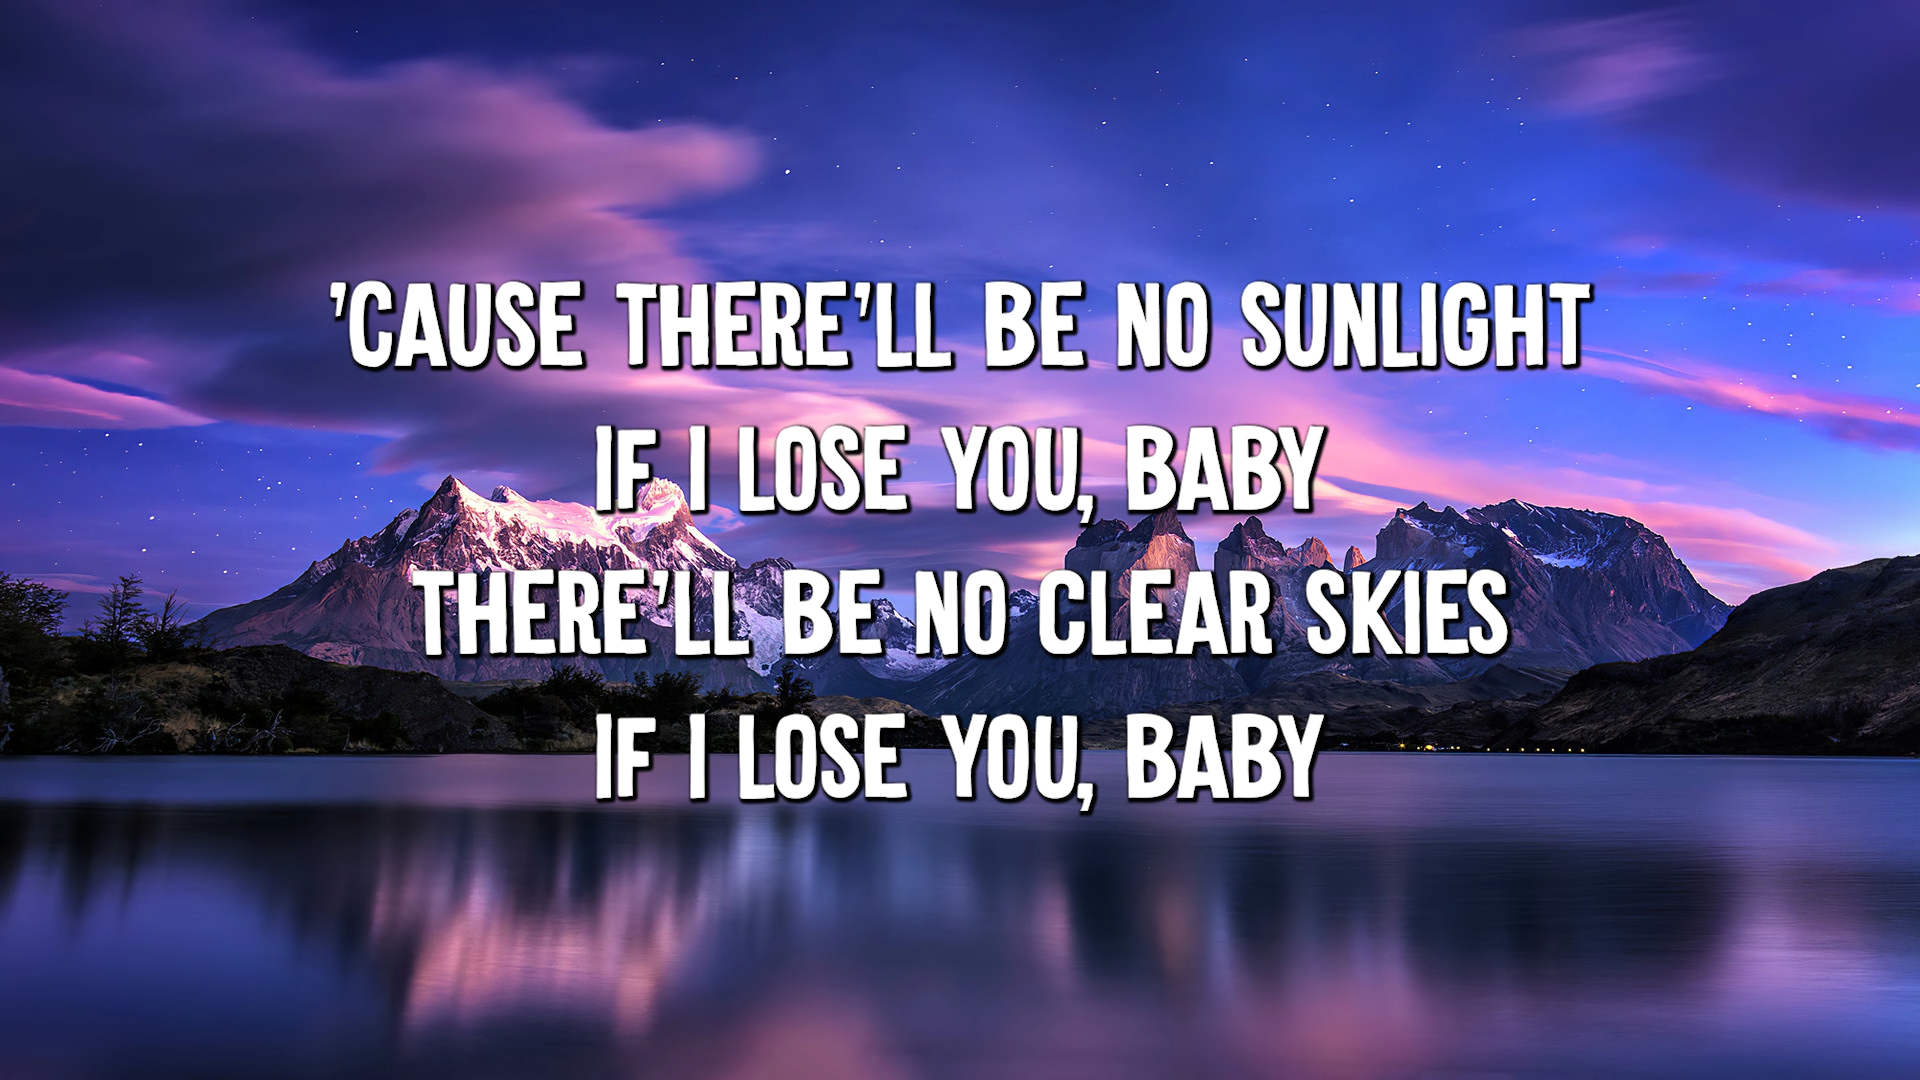 'CAUSE THERE'LL BE NO SUNLIGHT
IF I LOSE YOU, BABY
THERE'LL BE NO CLEAR SKIES
IF I LOSE YOU, BABY